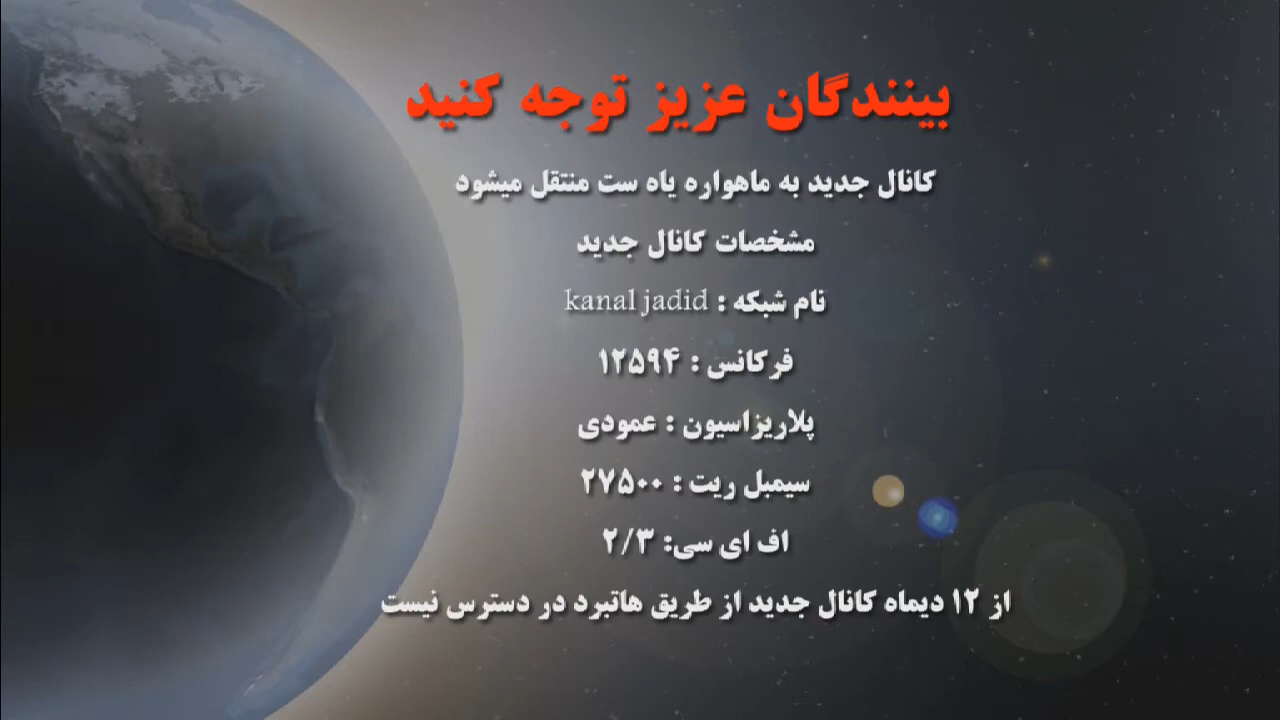 بینندگان عزیز توجه کنید
کانال جدید به ماهواره یاه ست منتقل میشود
مشخصات کانال جدید
نام شبکه : kanal jadid
فرکانس : ۱۲۵۹۴
پلاریزاسیون : عمودی
سیمبل ریت : ۲۷۵۰۰
اف ای سی: ۲/۳
از ۱۲ دیماه کانال جدید از طریق هاتبرد در دسترس نیست